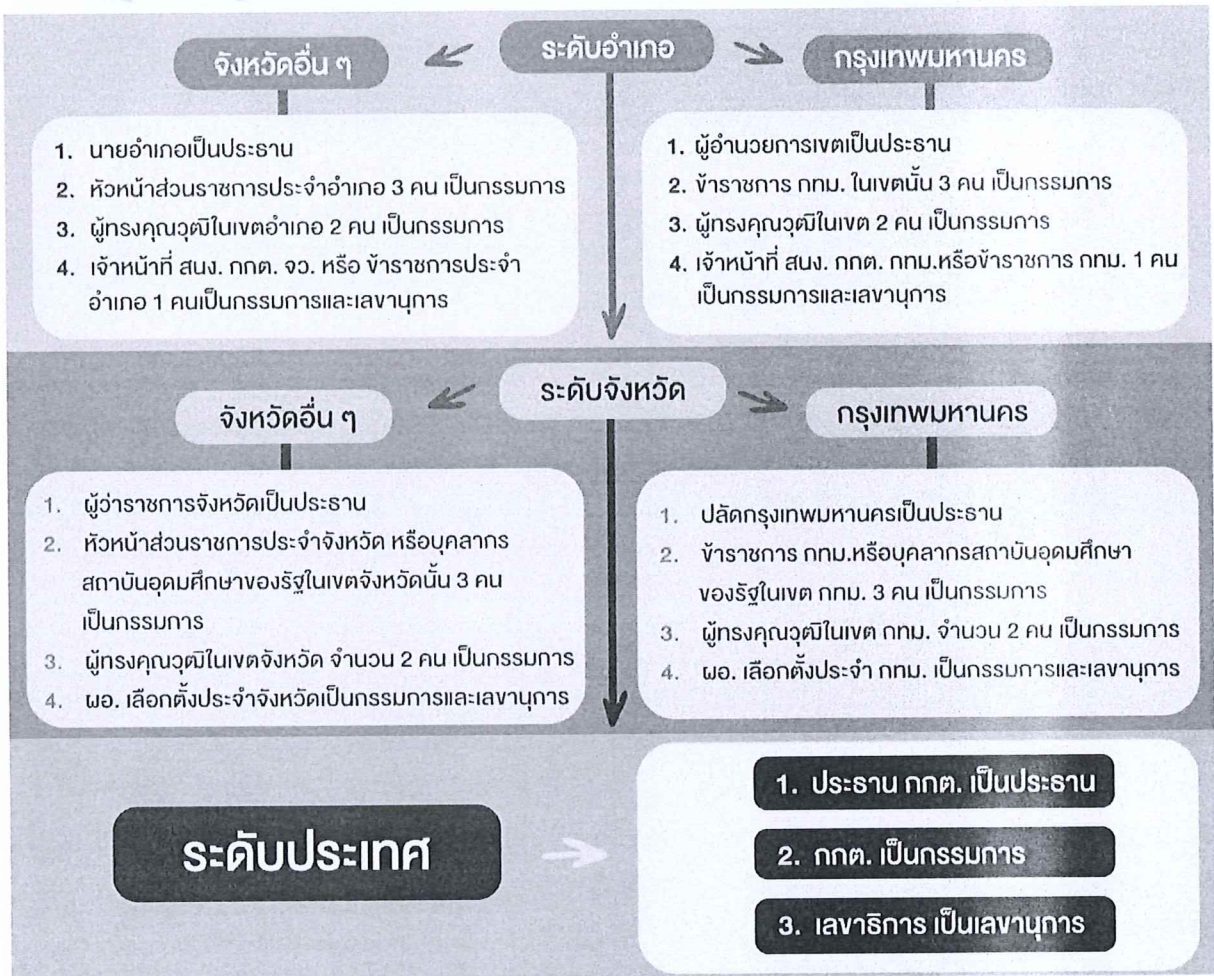 ระดับอำเภอ
จังหวัดอื่น ๆ
1. นายอำเภอเป็นประธาน
2. หัวหน้าส่วนราชการประจำอำเภอ 3 คน เป็นกรรมการ
3. ผู้ทรงคุณวุฒิในเขตอำเภอ 2 คน เป็นกรรมการ
4. เจ้าหน้าที่ สนง. กกต. จว. หรือ ข้าราชการประจำ
อำเภอ 1 คนเป็นกรรมการและเลขานุการ
กรุงเทพมหานคร
1. ผู้อำนวยการเขตเป็นประธาน
2. ข้าราชการ กทม. ในเขตนั้น 3 คน เป็นกรรมการ
3. ผู้ทรงคุณวุฒิในเขต 2 คน เป็นกรรมการ
4. เจ้าหน้าที่ สนง. กกต. กทม.หรือข้าราชการ กทม. 1 คน
เป็นกรรมการและเลขานุการ
ระดับจังหวัด
จังหวัดอื่น ๆ
1. ผู้ว่าราชการจังหวัดเป็นประธาน
2. หัวหน้าส่วนราชการประจำจังหวัด หรือบุคลากร
สถาบันอุดมศึกษาของรัฐในเขตจังหวัดนั้น 3 คน
เป็นกรรมการ
3. ผู้ทรงคุณวุฒิในเขตจังหวัด จำนวน 2 คน เป็นกรรมการ
4. ผอ. เลือกตั้งประจำจังหวัดเป็นกรรมการและเลขานุการ
กรุงเทพมหานคร
1. ปลัดกรุงเทพมหานครเป็นประธาน
2. ข้าราชการ กทม.หรือบุคลากรสถาบันอุดมศึกษา
ของรัฐในเขต กทม. 3 คน เป็นกรรมการ
3. ผู้ทรงคุณวุฒิในเขต กทม. จำนวน 2 คน เป็นกรรมการ
4. ผอ. เลือกตั้งประจำ กทม. เป็นกรรมการและเลขานุการ
ระดับประเทศ
1. ประธาน กกต. เป็นประธาน
2. กกต. เป็นกรรมการ
3. เลขาธิการ เป็นเลขานุการ